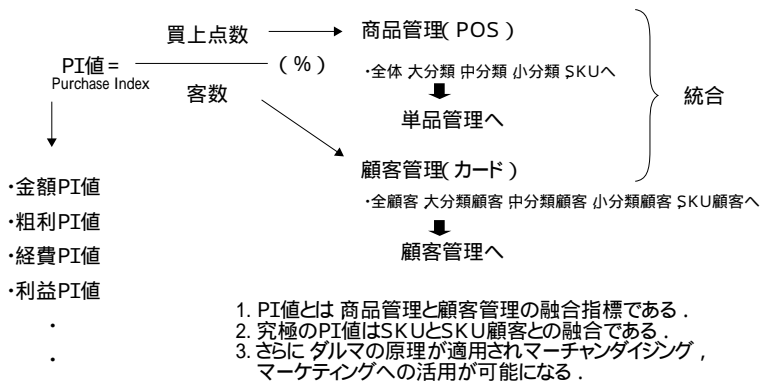 買上点数
商品管理(POS)
PI値=
(%)
Purchase Index
客数
・全体,大分類,中分類,小分類,SKUへ
単品管理へ
統合
顧客管理(カード)
・全顧客,大分類顧客,中分類顧客,小分類顧客,SKU顧客へ
顧客管理へ
・金額PI値
・粗利PI値
・経費PI値
・利益PI値
・
・
1. PI値とは,商品管理と顧客管理の融合指標である.
2. 究極のPI値はSKUとSKU顧客との融合である.
3. さらに,ダルマの原理が適用されマーチャンダイジング,
マーケティングへの活用が可能になる.